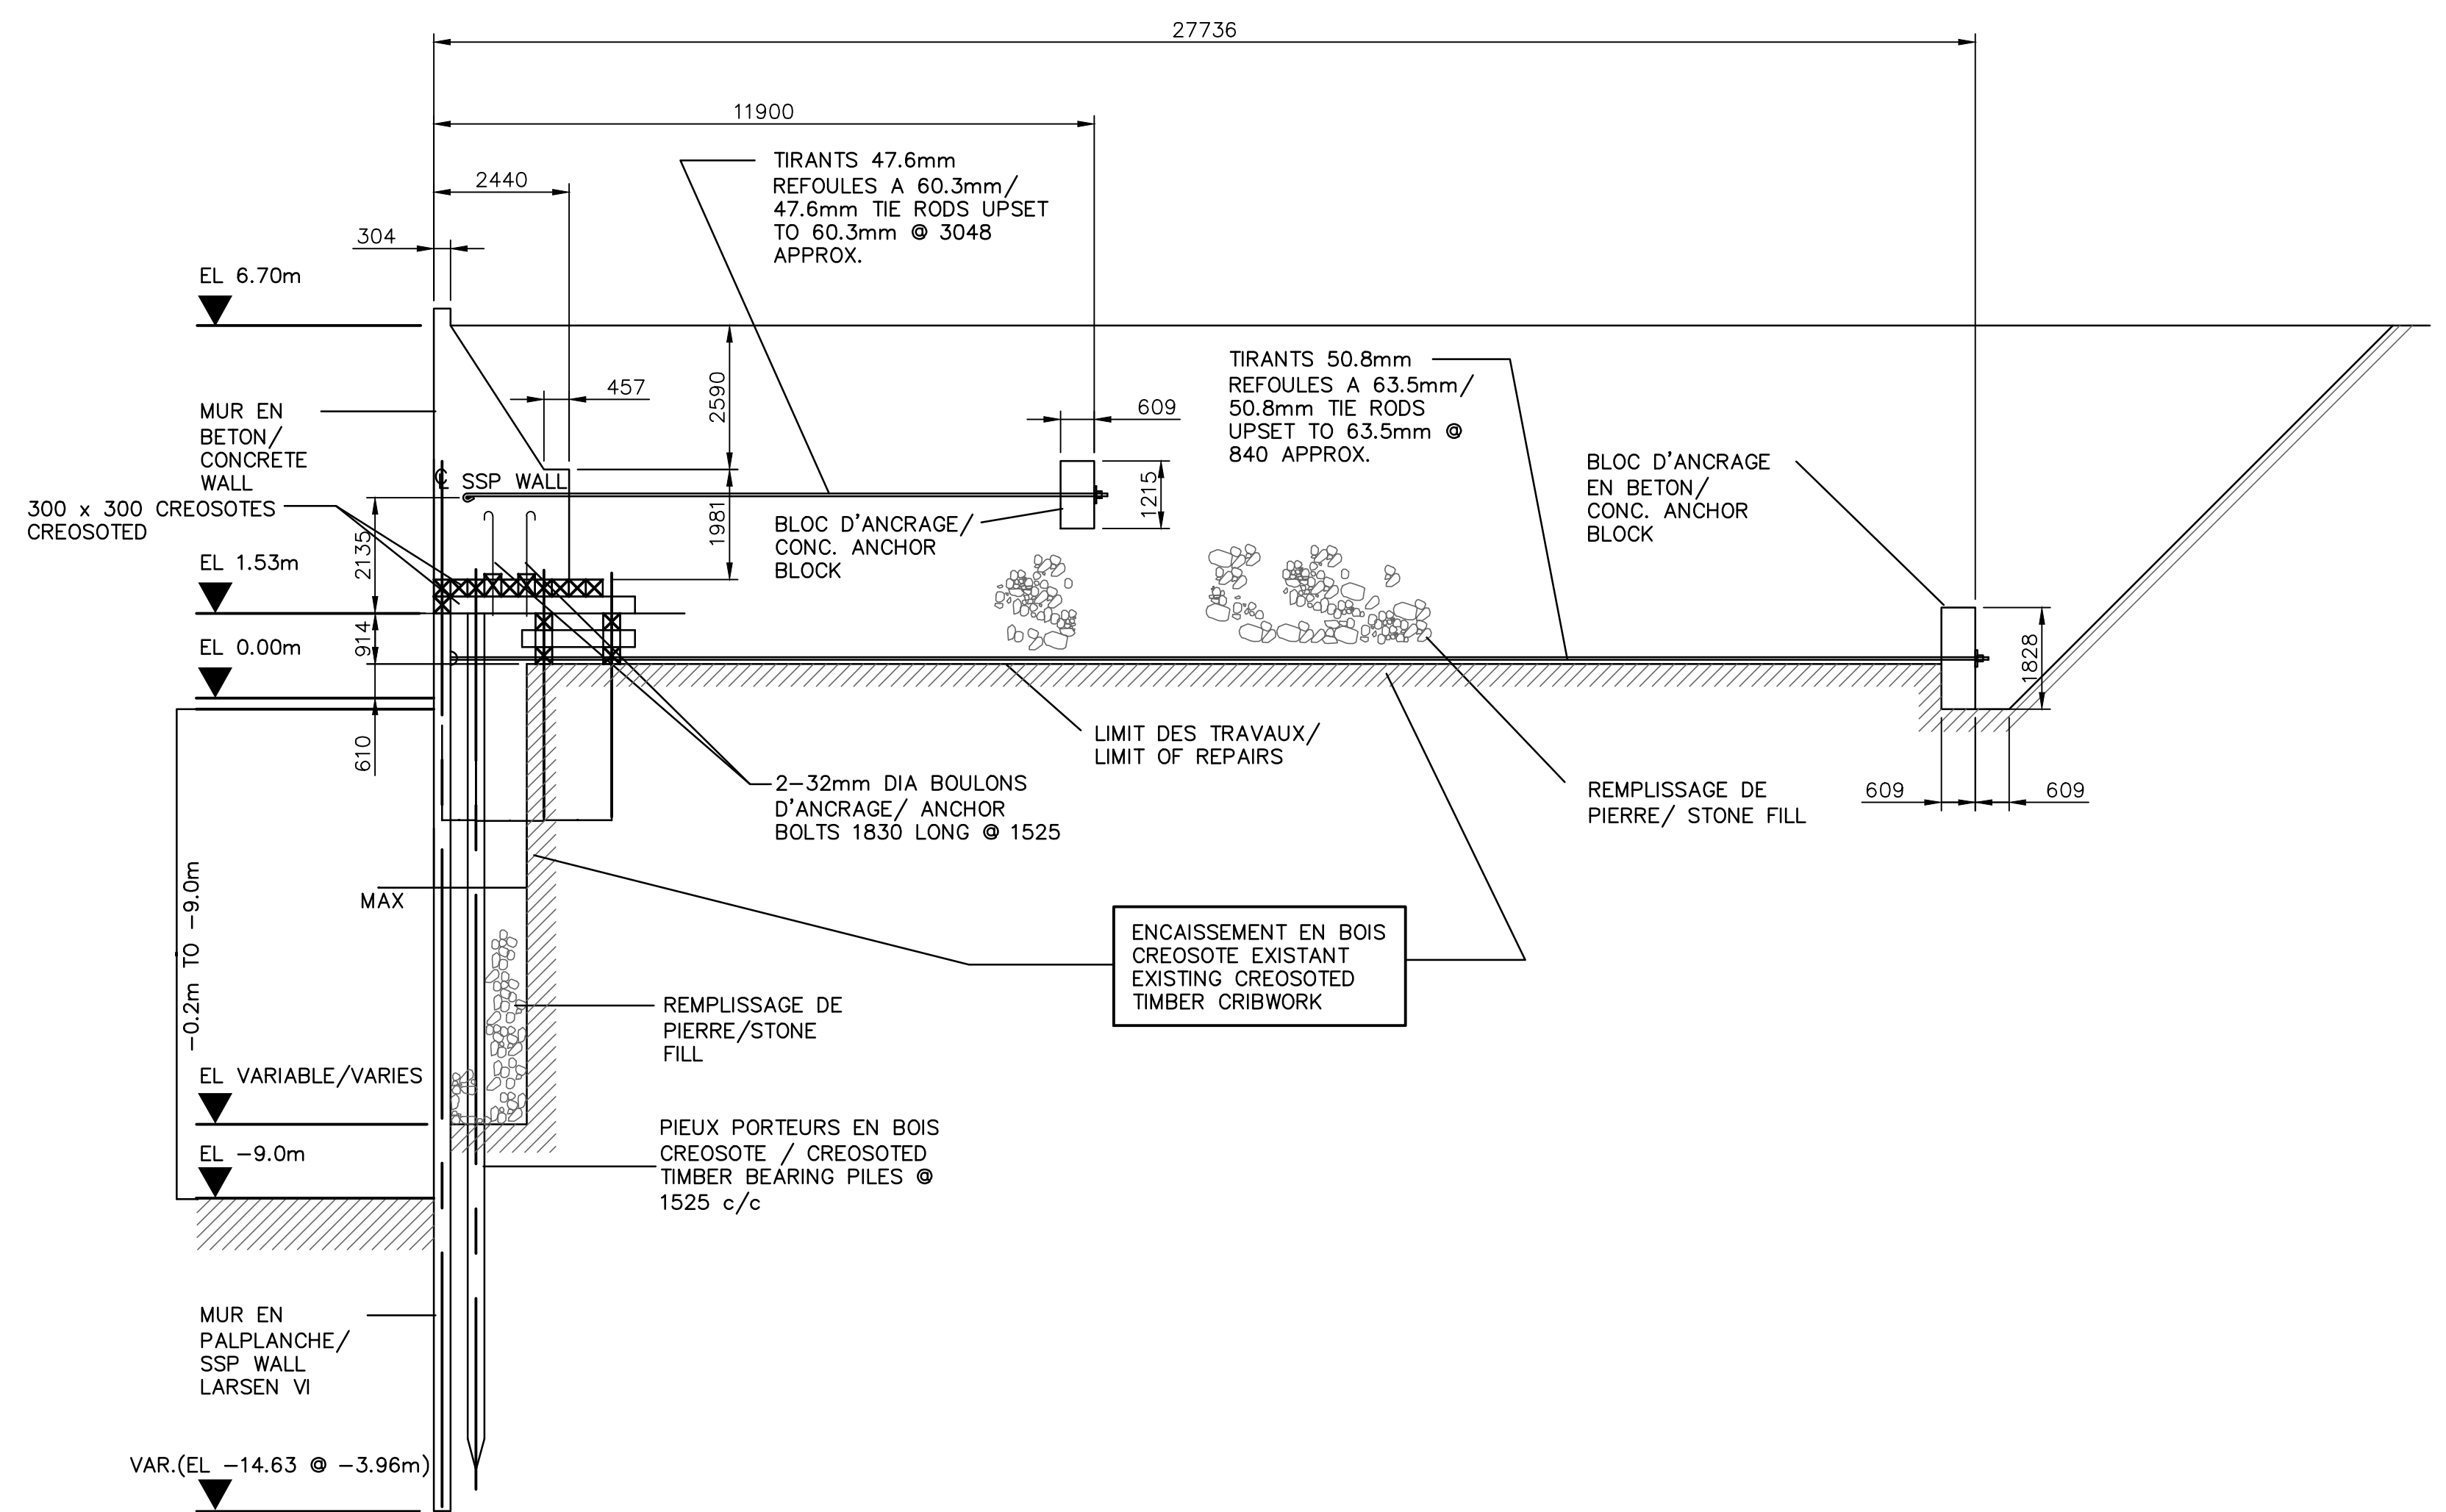 27736
11900
TIRANTS 47.6mm
REFOULES A 60.3mm/
47.6mm TIE RODS UPSET
TO 60.3mm @ 3048
APPROX.
2440
304
EL 6.70m
TIRANTS 50.8mm
REFOULES A 63.5mm/
50.8mm TIE RODS
UPSET TO 63.5mm @
840 APPROX.
457
2590
609
MUR EN
BETON/
CONCRETE
WALL
BLOC D'ANCRAGE
EN BETON/
CONC. ANCHOR
BLOCK
℄ SSP WALL
1215
1981
300 x 300 CREOSOTES
CREOSOTED
2135
BLOC D'ANCRAGE/
CONC. ANCHOR
BLOCK
EL 1.53m
914
EL 0.00m
1828
610
LIMIT DES TRAVAUX/
LIMIT OF REPAIRS
2-32mm DIA BOULONS
D'ANCRAGE/ ANCHOR
BOLTS 1830 LONG @ 1525
REMPLISSAGE DE
PIERRE/ STONE FILL
609
609
MAX
-0.2m TO -9.0m
ENCAISSEMENT EN BOIS
CREOSOTE EXISTANT
EXISTING CREOSOTED
TIMBER CRIBWORK
REMPLISSAGE DE
PIERRE/STONE
FILL
EL VARIABLE/VARIES
PIEUX PORTEURS EN BOIS
CREOSOTE / CREOSOTED
TIMBER BEARING PILES @
1525 c/c
EL -9.0m
MUR EN
PALPLANCHE/
SSP WALL
LARSEN VI
VAR.(EL -14.63 @ -3.96m)